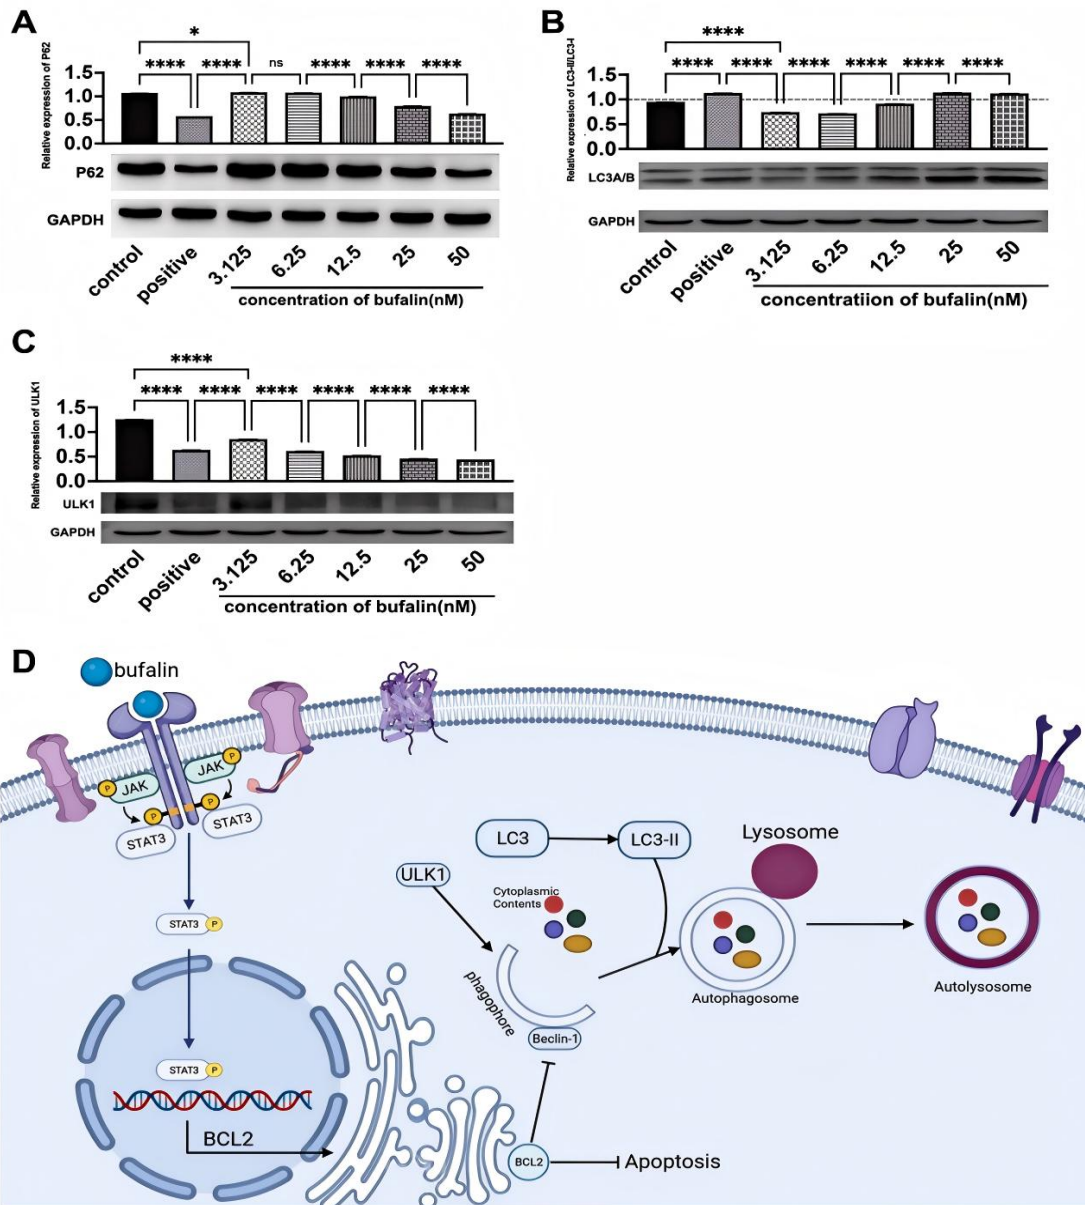 A
Relative expression of P62
*
**** **** ns **** **** ****
1.5
1.0
0.5
0.0
P62
GAPDH
control positive 3.125 6.25 12.5 25 50
concentration of bufalin(nM)
B
Relative expression of LC3-II/LC3-I
****
**** **** **** **** **** ****
1.5
1.0
0.5
0.0
LC3A/B
GAPDH
control positive 3.125 6.25 12.5 25 50
concentratiion of bufalin(nM)
C
Relative expression of ULK1
****
**** **** **** **** **** ****
1.5
1.0
0.5
0.0
ULK1
GAPDH
control positive 3.125 6.25 12.5 25 50
concentration of bufalin(nM)
D
bufalin
P JAK
JAK P
P P
STAT3 STAT3
STAT3 P
STAT3 P
BCL2
LC3 LC3-II
Lysosome
ULK1
Cytoplasmic
Contents
phagophore
Beclin-1
Autophagosome
Autolysosome
BCL2 Apoptosis